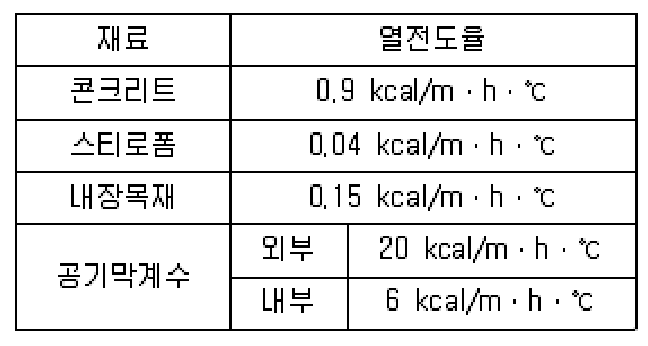 재료 열전도율
콘크리트 0.9 kcal/m·h·℃
스티로폼 0.04 kcal/m·h·℃
내장목재 0.15 kcal/m·h·℃
공기막계수 외부 20 kcal/m·h·℃
내부 6 kcal/m·h·℃